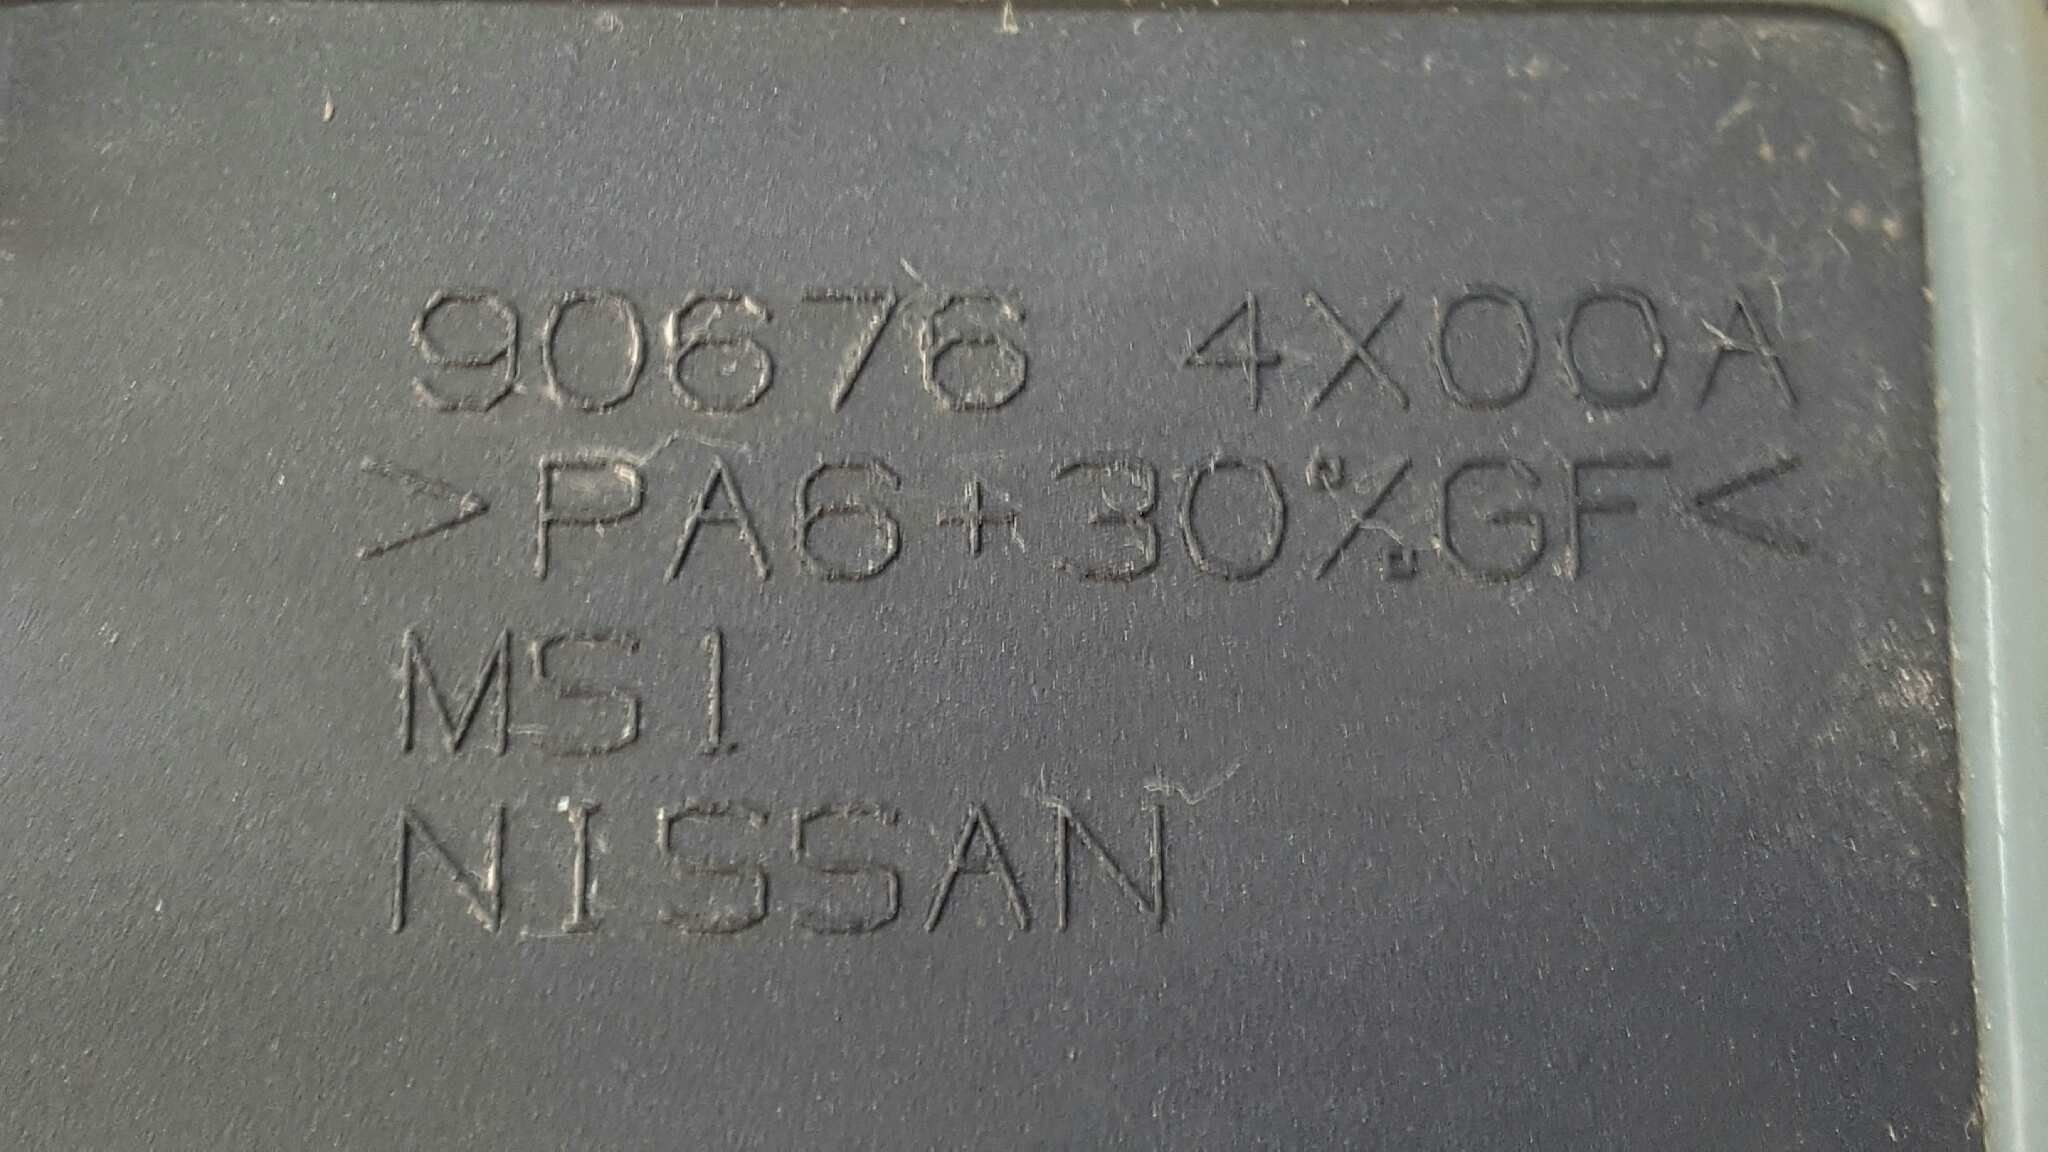 90676 4X00A
>PA6+30%GF<
MS1
NISSAN